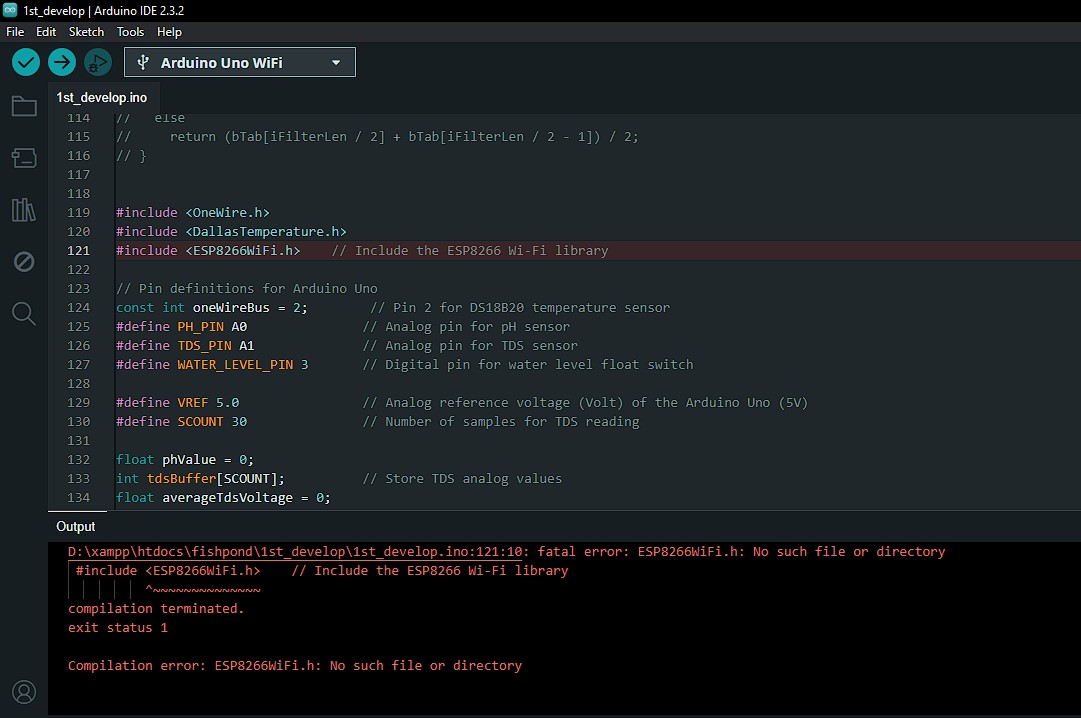 1st_develop | Arduino IDE 2.3.2
File Edit Sketch Tools Help
Arduino Uno WiFi
1st_develop.ino
114 // else
115 // return (bTab[iFilterLen / 2] + bTab[iFilterLen / 2 - 1]) / 2;
116 // }
117
118
119 #include <OneWire.h>
120 #include <DallasTemperature.h>
121 #include <ESP8266WiFi.h> // Include the ESP8266 Wi-Fi library
122
123 // Pin definitions for Arduino Uno
124 const int oneWireBus = 2; // Pin 2 for DS18B20 temperature sensor
125 #define PH_PIN A0 // Analog pin for pH sensor
126 #define TDS_PIN A1 // Analog pin for TDS sensor
127 #define WATER_LEVEL_PIN 3 // Digital pin for water level float switch
128
129 #define VREF 5.0 // Analog reference voltage (Volt) of the Arduino Uno (5V)
130 #define SCOUNT 30 // Number of samples for TDS reading
131
132 float phValue = 0;
133 int tdsBuffer[SCOUNT]; // Store TDS analog values
134 float averageTdsVoltage = 0;
Output
D:\xampp\htdocs\fishpond\1st_develop\1st_develop.ino:121:10: fatal error: ESP8266WiFi.h: No such file or directory
#include <ESP8266WiFi.h> // Include the ESP8266 Wi-Fi library
^~~~~~~~~~~~~~~
compilation terminated.
exit status 1
Compilation error: ESP8266WiFi.h: No such file or directory